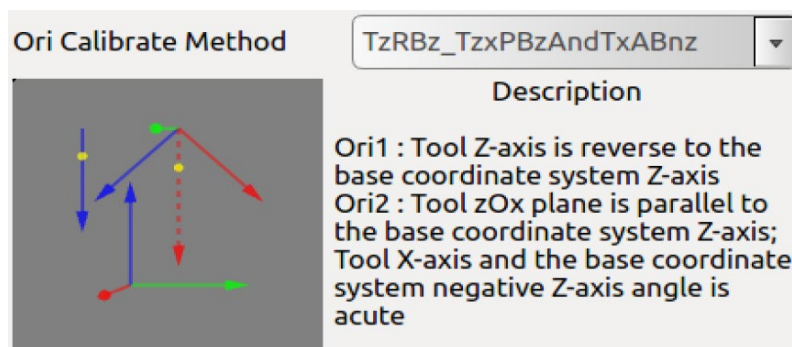 Ori Calibrate Method
TzRBz_TzxPBzAndTxABnz
Description
Ori1 : Tool Z-axis is reverse to the
base coordinate system Z-axis
Ori2 : Tool zOx plane is parallel to
the base coordinate system Z-axis;
Tool X-axis and the base coordinate
system negative Z-axis angle is
acute